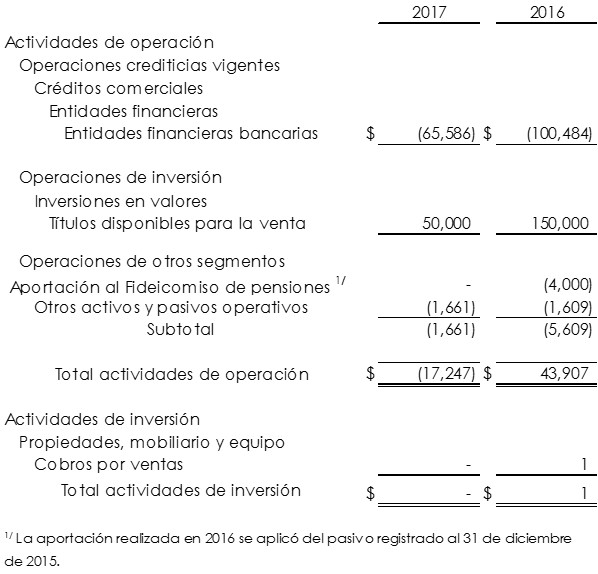 2017 2016
Actividades de operación
Operaciones crediticias vigentes
Créditos comerciales
Entidades financieras
Entidades financieras bancarias $ (65,586) $ (100,484)
Operaciones de inversión
Inversiones en valores
Títulos disponibles para la venta 50,000 150,000
Operaciones de otros segmentos
Aportación al Fideicomiso de pensiones 1/ - (4,000)
Otros activos y pasivos operativos (1,661) (1,609)
Subtotal (1,661) (5,609)
Total actividades de operación $ (17,247) $ 43,907
Actividades de inversión
Propiedades, mobiliario y equipo
Cobros por ventas - 1
Total actividades de inversión $ - $ 1
1/ La aportación realizada en 2016 se aplicó del pasivo registrado al 31 de diciembre
de 2015.